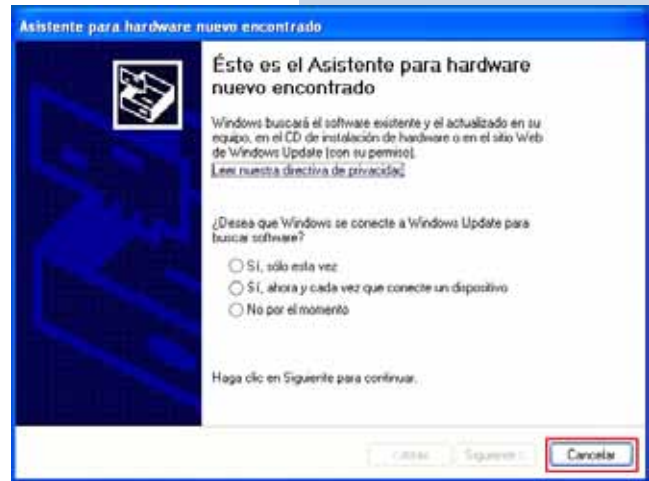 Asistente para hardware nuevo encontrado
Éste es el Asistente para hardware
nuevo encontrado
Windows buscará el software existente y el actualizado en su
equipo, en el CD de instalación de hardware o en el sitio Web
de Windows Update (con su permiso).
Leer nuestra directiva de privacidad
¿Desea que Windows se conecte a Windows Update para
buscar software?
Sí, sólo esta vez
Sí, ahora y cada vez que conecte un dispositivo
No por el momento
Haga clic en Siguiente para continuar.
< Atrás Siguiente > Cancelar